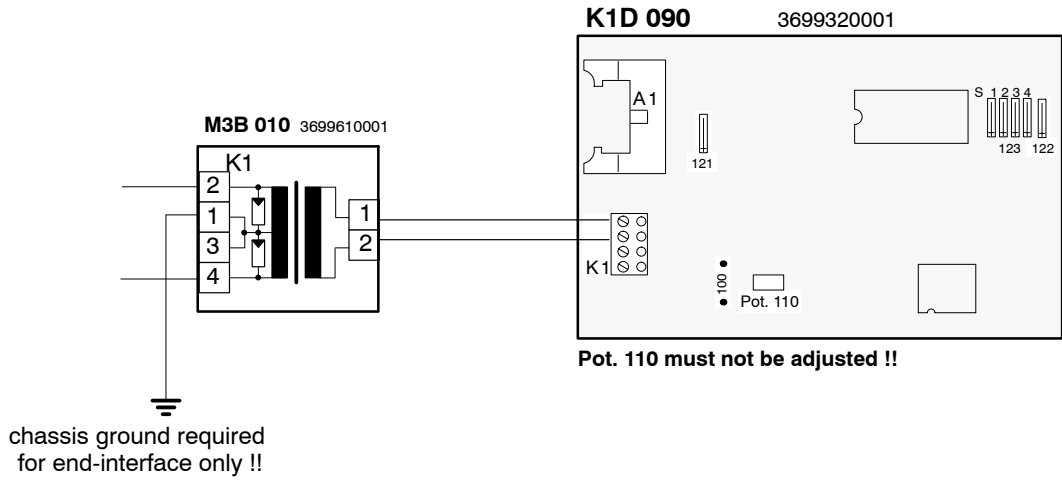 K1D 090 3699320001
A1
121
S 1 2 3 4
123 122
M3B 010 3699610001
K1
2
1
3
4
1
2
K1
100
Pot. 110
Pot. 110 must not be adjusted !!
chassis ground required
for end-interface only !!